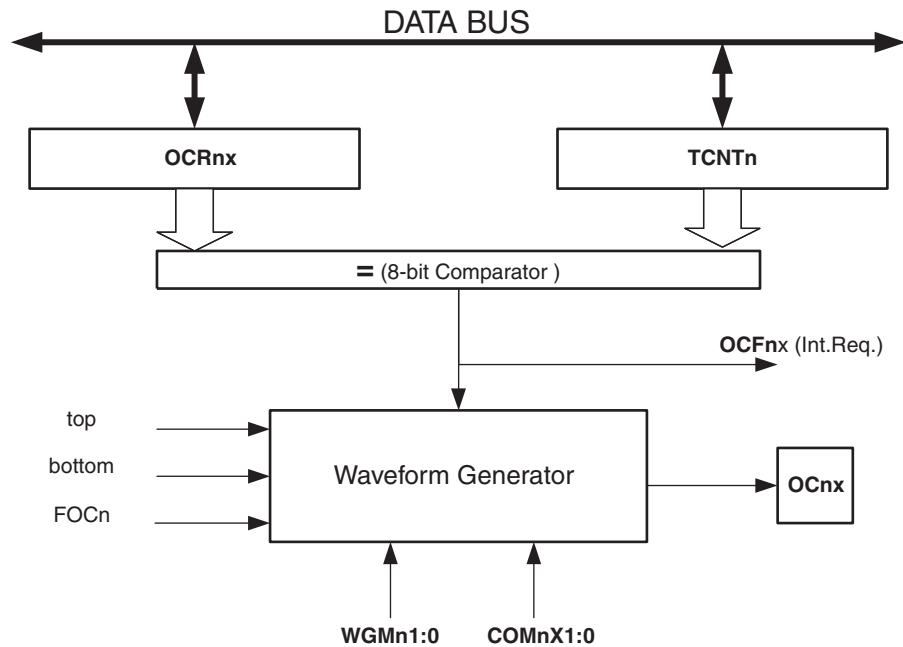 DATA BUS
OCRnx
TCNTn
= (8-bit Comparator )
OCFnx (Int.Req.)
top
bottom
FOCn
Waveform Generator
OCnx
WGMn1:0
COMnX1:0